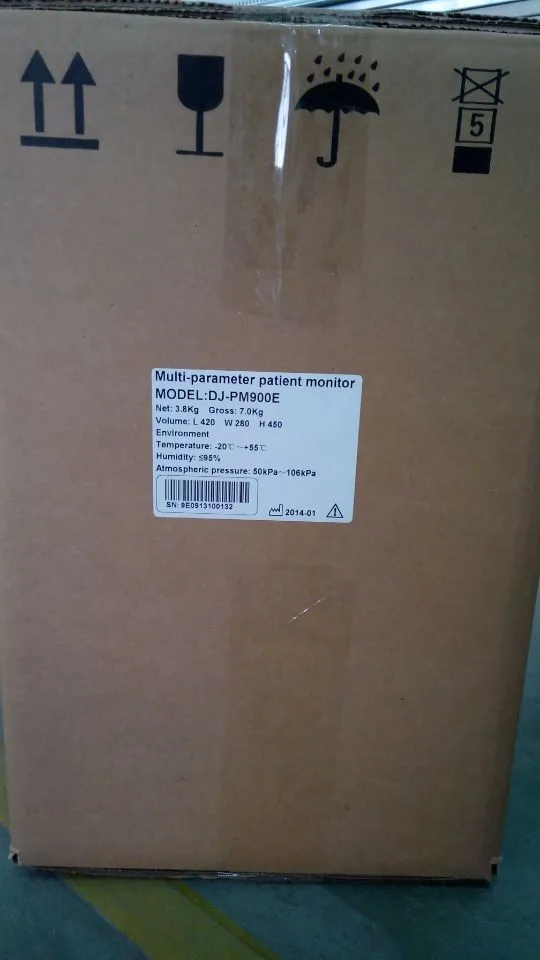 5
Multi-parameter patient monitor
MODEL:DJ-PM900E
Net: 3.8Kg Gross: 7.0Kg
Volume: L 420 W 280 H 450
Environment
Temperature: -20℃~+55℃
Humidity: ≤95%
Atmospheric pressure: 50kPa~106kPa
SN: 9E0913100132
2014-01